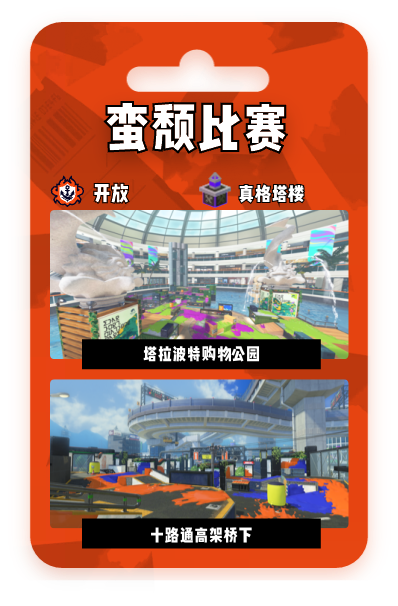 蛮颓比赛
开放
真格塔楼
塔拉波特购物公园
十路通高架桥下